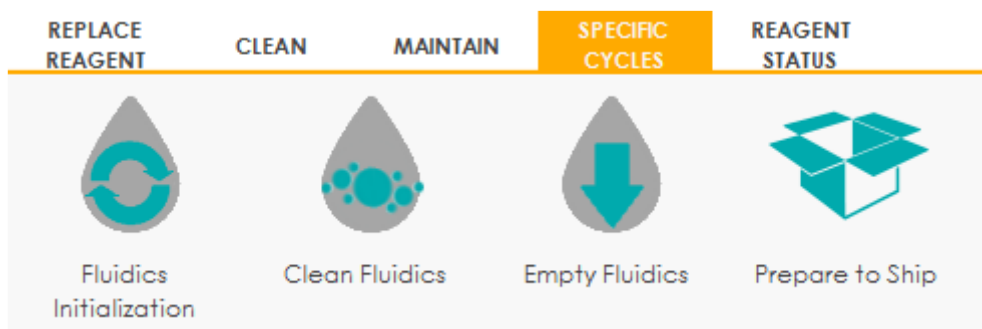 REPLACE REAGENT
CLEAN
MAINTAIN
SPECIFIC CYCLES
REAGENT STATUS
Fluidics Initialization
Clean Fluidics
Empty Fluidics
Prepare to Ship